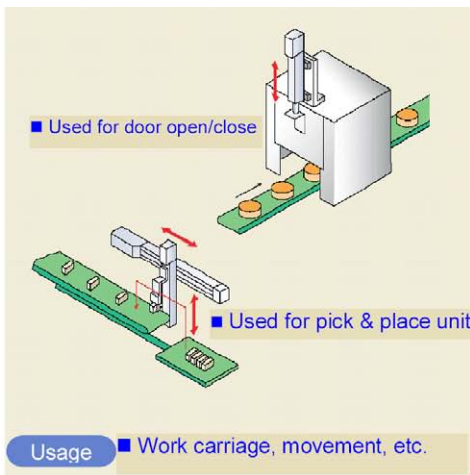 ■ Used for door open/close
■ Used for pick & place unit
Usage ■ Work carriage, movement, etc.